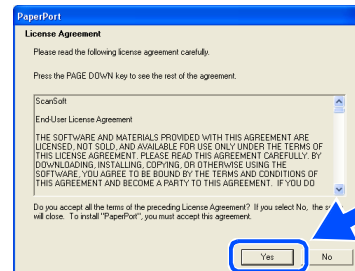 PaperPort
License Agreement
Please read the following license agreement carefully.
Press the PAGE DOWN key to see the rest of the agreement.
ScanSoft
End-User License Agreement
THE SOFTWARE AND MATERIALS PROVIDED WITH THIS AGREEMENT ARE
LICENSED, NOT SOLD, AND AVAILABLE FOR USE ONLY UNDER THE TERMS OF
THIS LICENSE AGREEMENT. PLEASE READ THIS AGREEMENT CAREFULLY. BY
DOWNLOADING, INSTALLING, COPYING, OR OTHERWISE USING THE
SOFTWARE, YOU AGREE TO BE BOUND BY THE TERMS AND CONDITIONS OF
THIS AGREEMENT AND BECOME A PARTY TO THIS AGREEMENT. IF YOU DO
Do you accept all the terms of the preceding License Agreement? If you select No, the
will close. To install "PaperPort", you must accept this agreement.
Yes
No